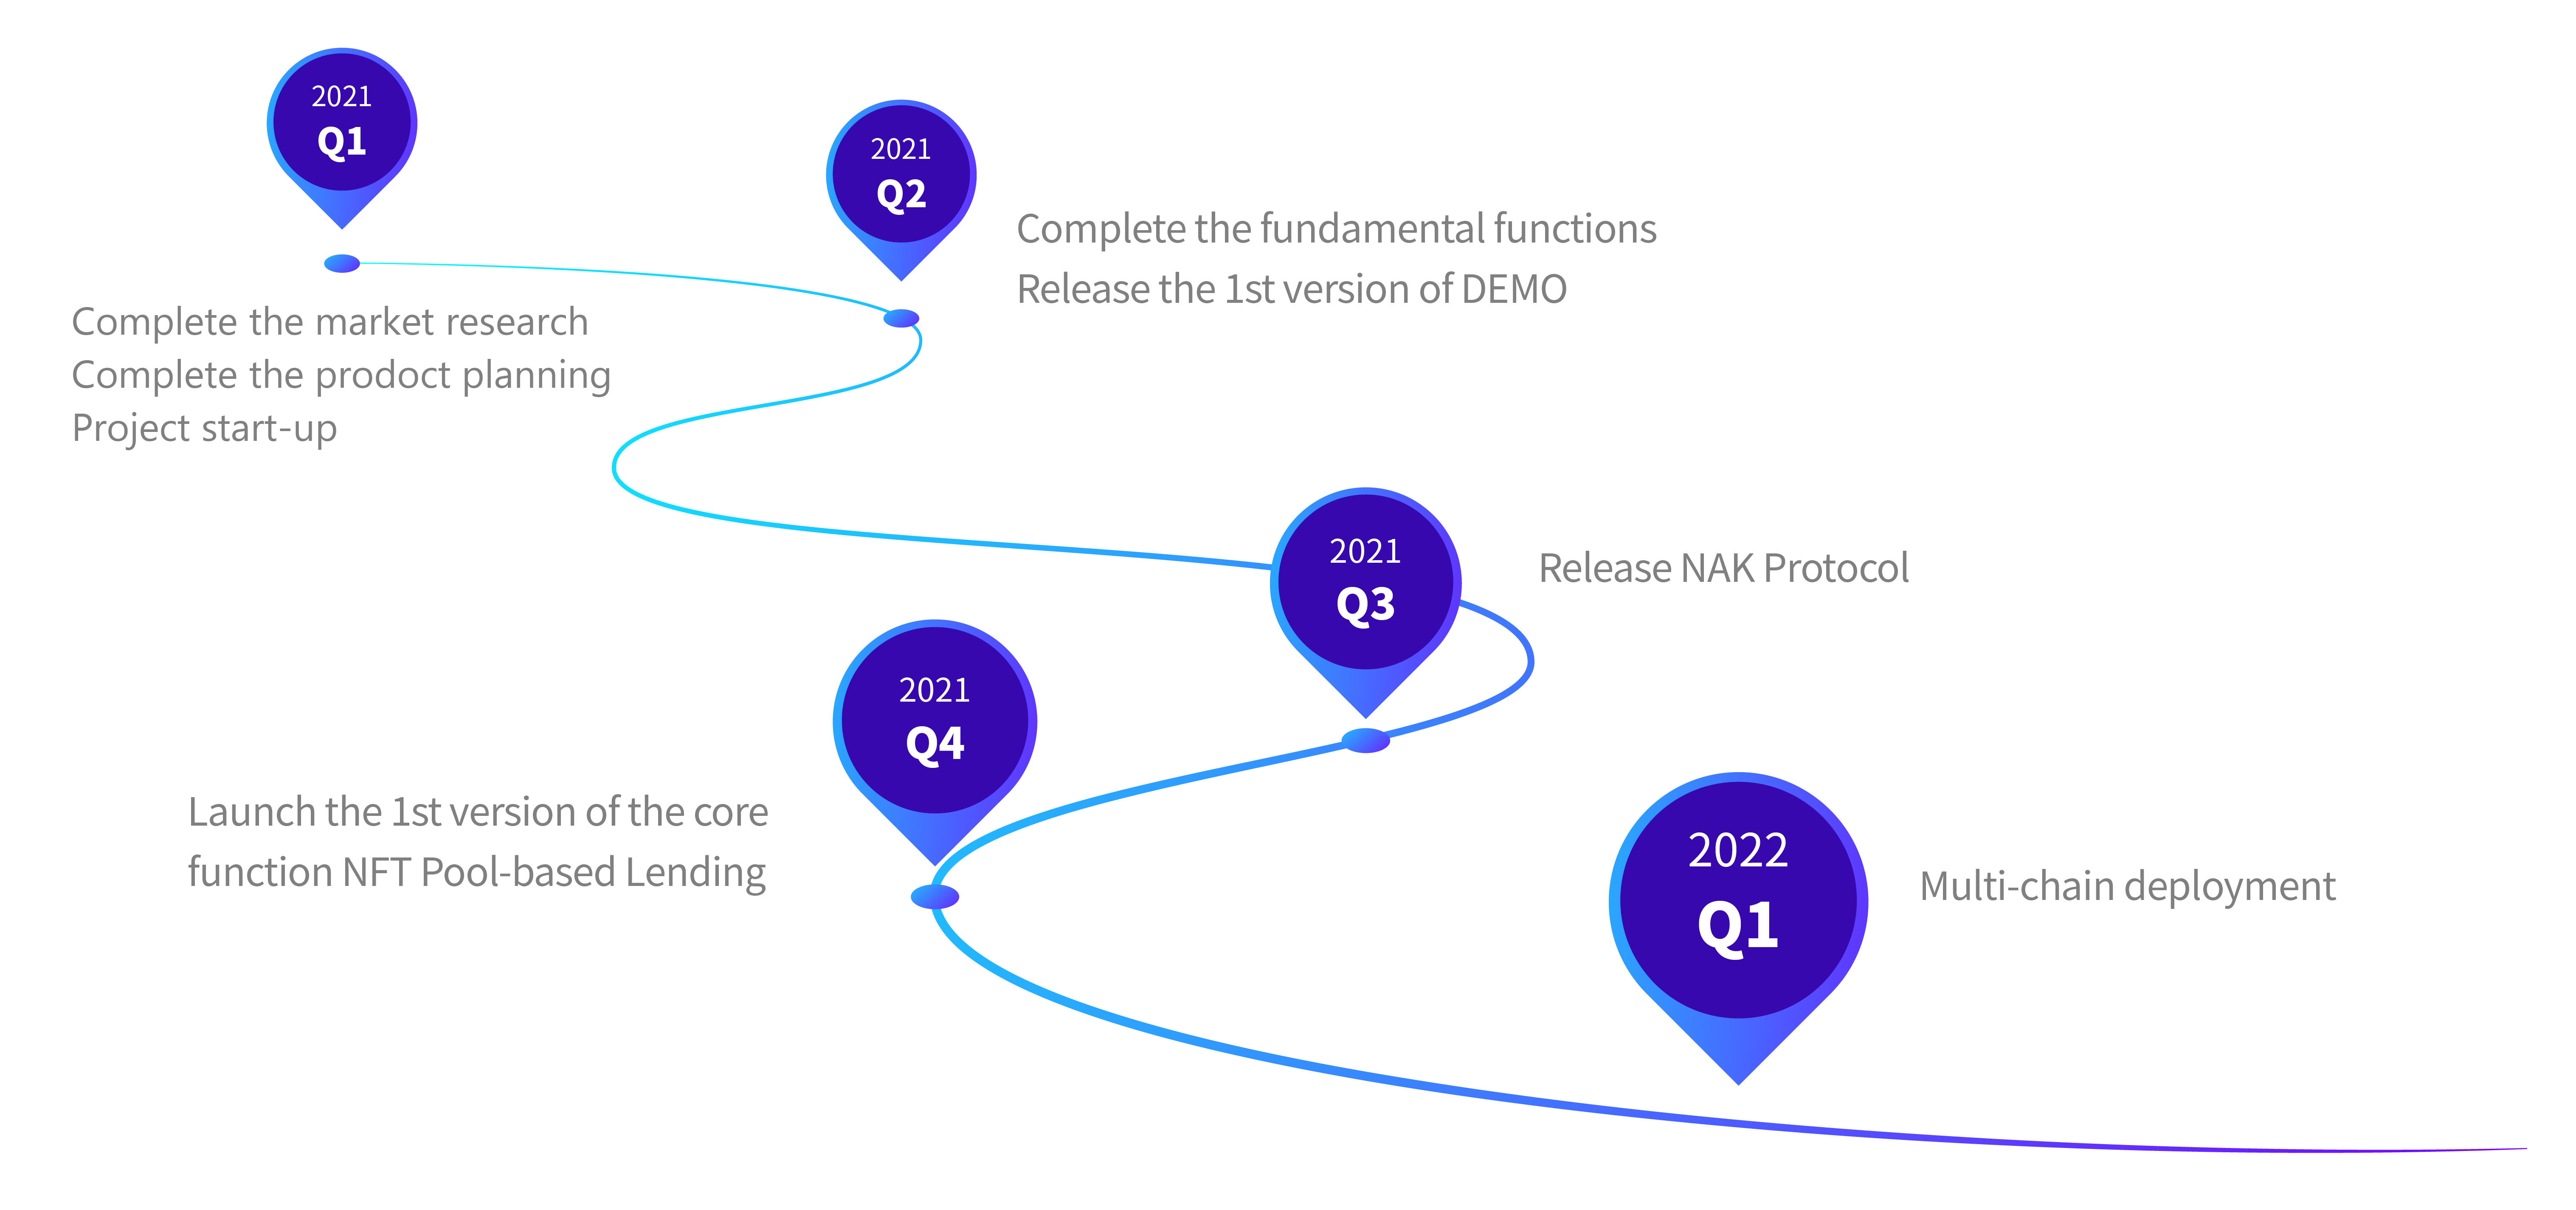 2021
Q1
Complete the market research
Complete the prodoct planning
Project start-up
2021
Q2
Complete the fundamental functions
Release the 1st version of DEMO
2021
Q3
Release NAK Protocol
2021
Q4
Launch the 1st version of the core
function NFT Pool-based Lending
2022
Q1
Multi-chain deployment